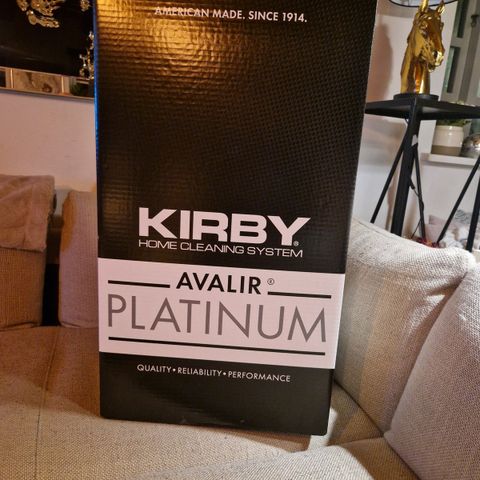 AMERICAN MADE. SINCE 1914.
KIRBY®
HOME CLEANING SYSTEM
AVALIR®
PLATINUM
QUALITY • RELIABILITY • PERFORMANCE